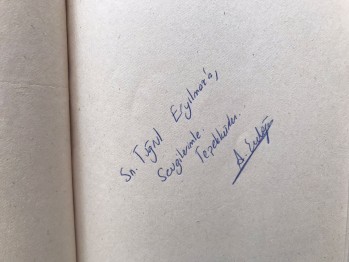 Sn. Tuğrul Eryılmaz'a,
Sevgilerimle.
Teşekkürler.